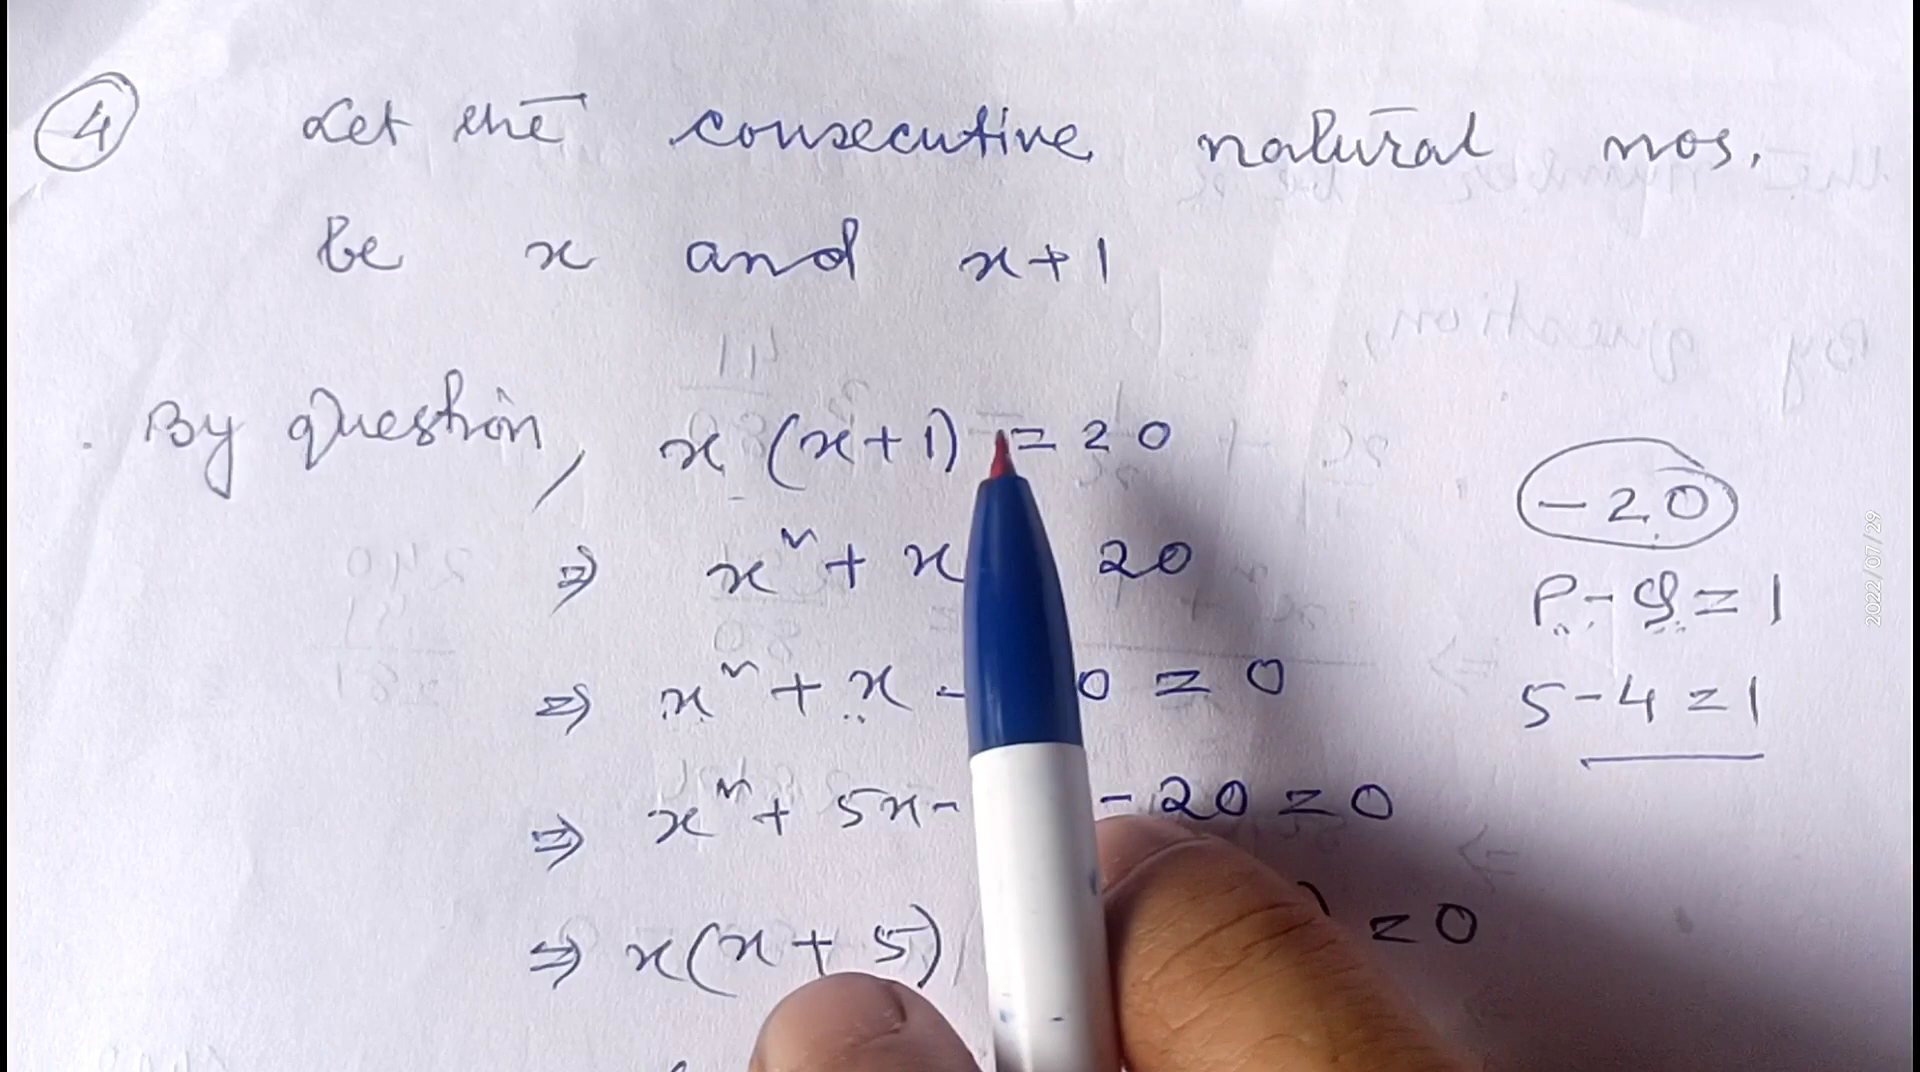 ④ Let the consecutive natural nos.
be x and x+1
By question, x (x+1) = 20
⇒ x² + x 20
⇒ x² + x - 0 = 0
⇒ x² + 5x - - 20 = 0
⇒ x(x + 5) ) = 0
-20
P - Q = 1
5 - 4 = 1
2022/07/29